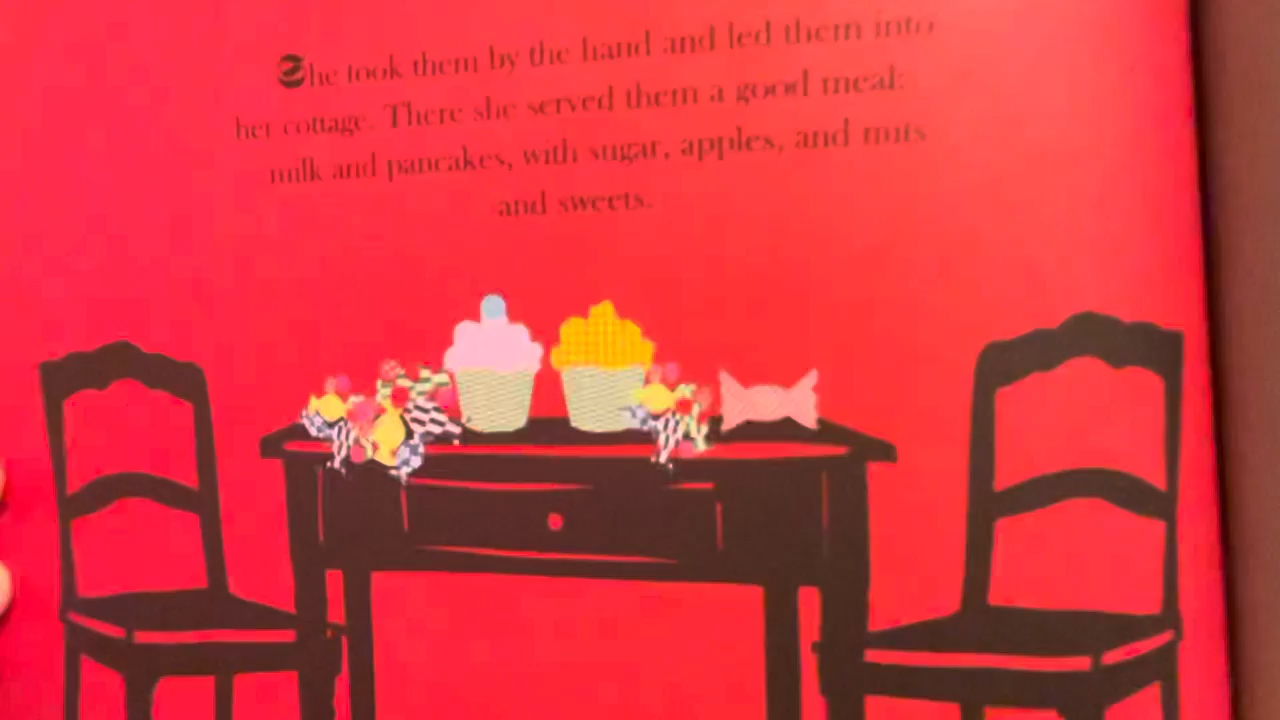 She took them by the hand and led them into
her cottage. There she served them a good meal:
milk and pancakes, with sugar, apples, and nuts
and sweets.